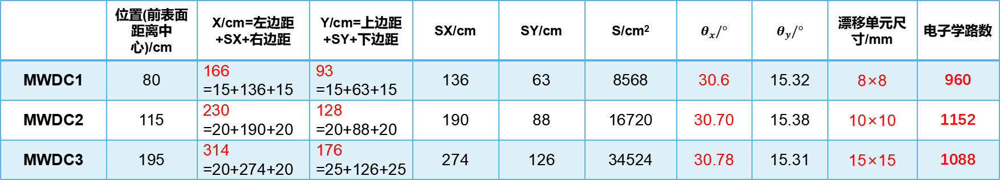 位置(前表面
距离中
心)/cm
X/cm=左边距
+SX+右边距
Y/cm=上边距
+SY+下边距
SX/cm
SY/cm
S/cm²
θₓ/°
θᵧ/°
漂移单元尺
寸/mm
电子学路数
MWDC1
80
166
=15+136+15
93
=15+63+15
136
63
8568
30.6
15.32
8×8
960
MWDC2
115
230
=20+190+20
128
=20+88+20
190
88
16720
30.70
15.38
10×10
1152
MWDC3
195
314
=20+274+20
176
=25+126+25
274
126
34524
30.78
15.31
15×15
1088